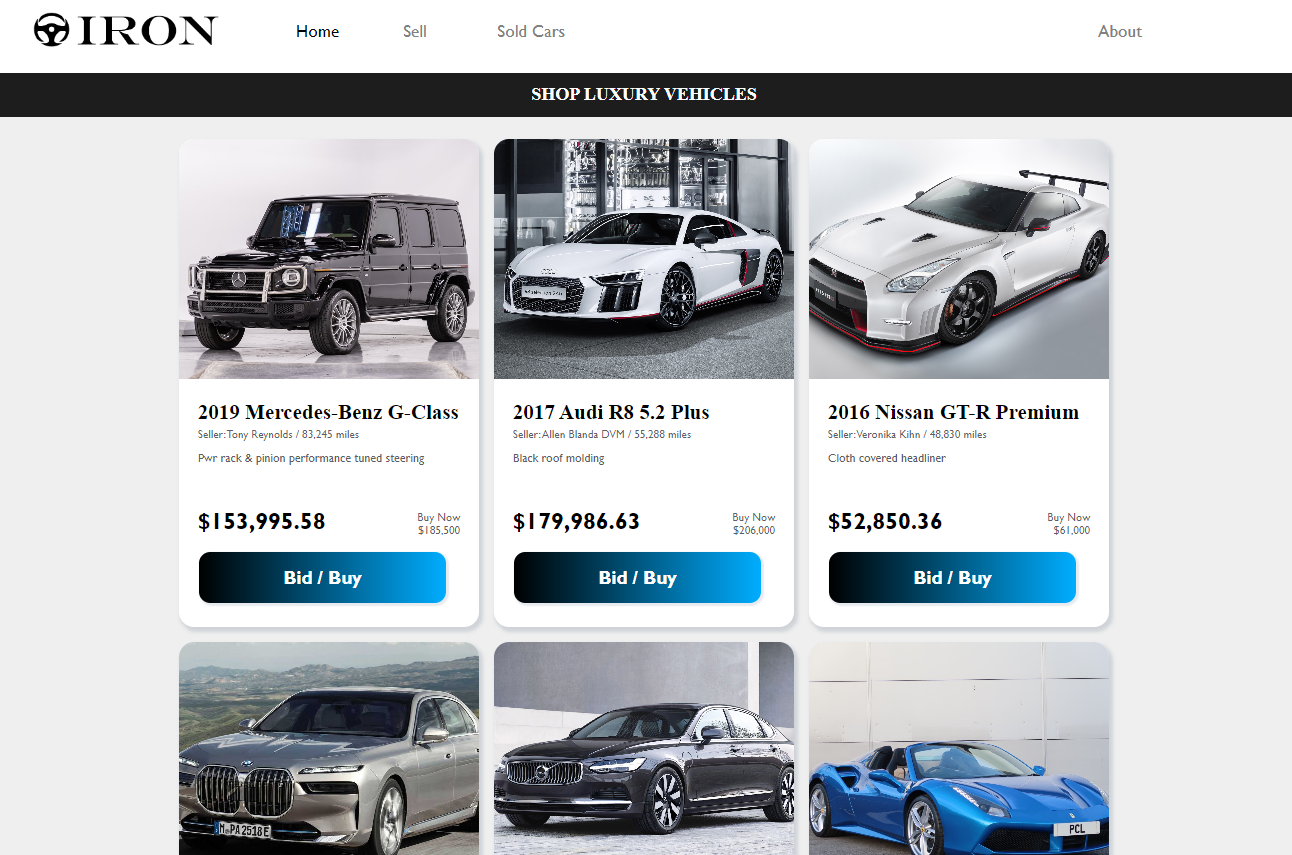 IRON
Home
Sell
Sold Cars
About
SHOP LUXURY VEHICLES
2019 Mercedes-Benz G-Class
Seller:Tony Reynolds / 83,245 miles
Pwr rack & pinion performance tuned steering
$153,995.58
Buy Now
$185,500
Bid / Buy
2017 Audi R8 5.2 Plus
Seller:Allen Blanda DVM / 55,288 miles
Black roof molding
$179,986.63
Buy Now
$206,000
Bid / Buy
2016 Nissan GT-R Premium
Seller:Veronika Kihn / 48,830 miles
Cloth covered headliner
$52,850.36
Buy Now
$61,000
Bid / Buy
PCL